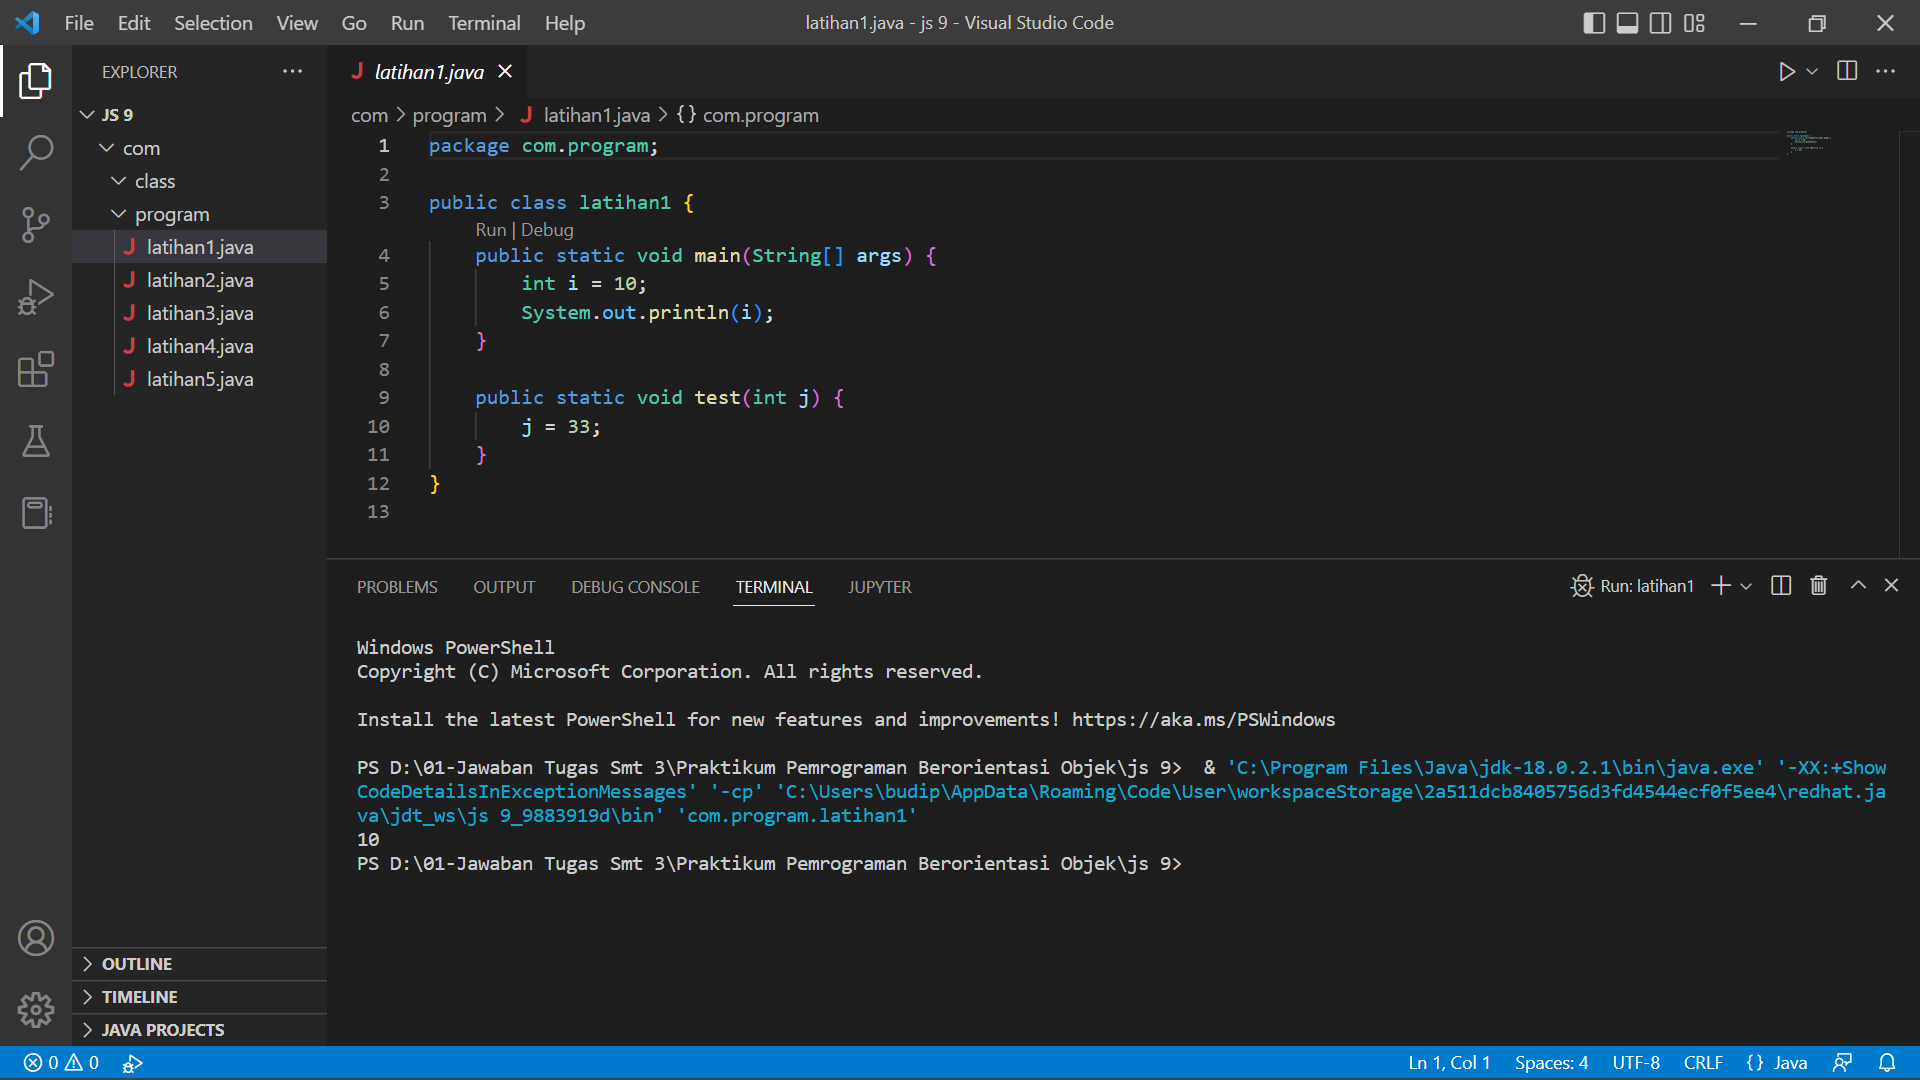 File Edit Selection View Go Run Terminal Help latihan1.java - js 9 - Visual Studio Code
EXPLORER
JS 9
com
class
program
latihan1.java
latihan2.java
latihan3.java
latihan4.java
latihan5.java
OUTLINE
TIMELINE
JAVA PROJECTS
J latihan1.java
com > program > J latihan1.java > {} com.program
1 package com.program;
2
3 public class latihan1 {
Run | Debug
4 public static void main(String[] args) {
5 int i = 10;
6 System.out.println(i);
7 }
8
9 public static void test(int j) {
10 j = 33;
11 }
12 }
13
PROBLEMS OUTPUT DEBUG CONSOLE TERMINAL JUPYTER Run: latihan1
Windows PowerShell
Copyright (C) Microsoft Corporation. All rights reserved.
Install the latest PowerShell for new features and improvements! https://aka.ms/PSWindows
PS D:\01-Jawaban Tugas Smt 3\Praktikum Pemrograman Berorientasi Objek\js 9>  & 'C:\Program Files\Java\jdk-18.0.2.1\bin\java.exe' '-XX:+Show
CodeDetailsInExceptionMessages' '-cp' 'C:\Users\budip\AppData\Roaming\Code\User\workspaceStorage\2a511dcb8405756d3fd4544ecf0f5ee4\redhat.ja
va\jdt_ws\js 9_9883919d\bin' 'com.program.latihan1'
10
PS D:\01-Jawaban Tugas Smt 3\Praktikum Pemrograman Berorientasi Objek\js 9>
0 0 Ln 1, Col 1 Spaces: 4 UTF-8 CRLF {} Java